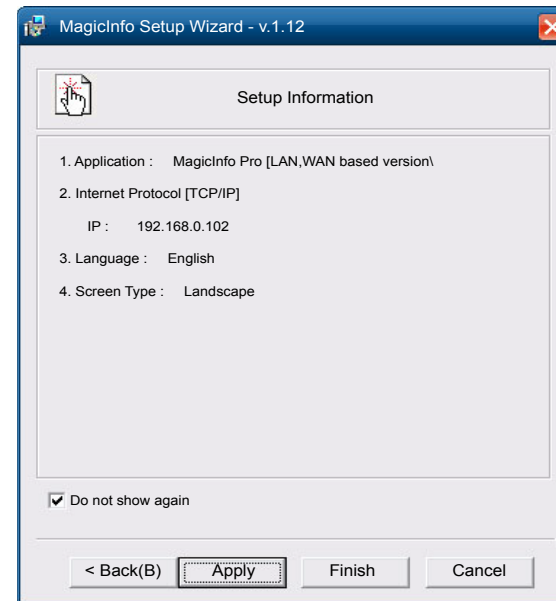 MagicInfo Setup Wizard - v.1.12
Setup Information
1. Application : MagicInfo Pro [LAN,WAN based version\
2. Internet Protocol [TCP/IP]
IP : 192.168.0.102
3. Language : English
4. Screen Type : Landscape
Do not show again
< Back(B) Apply Finish Cancel